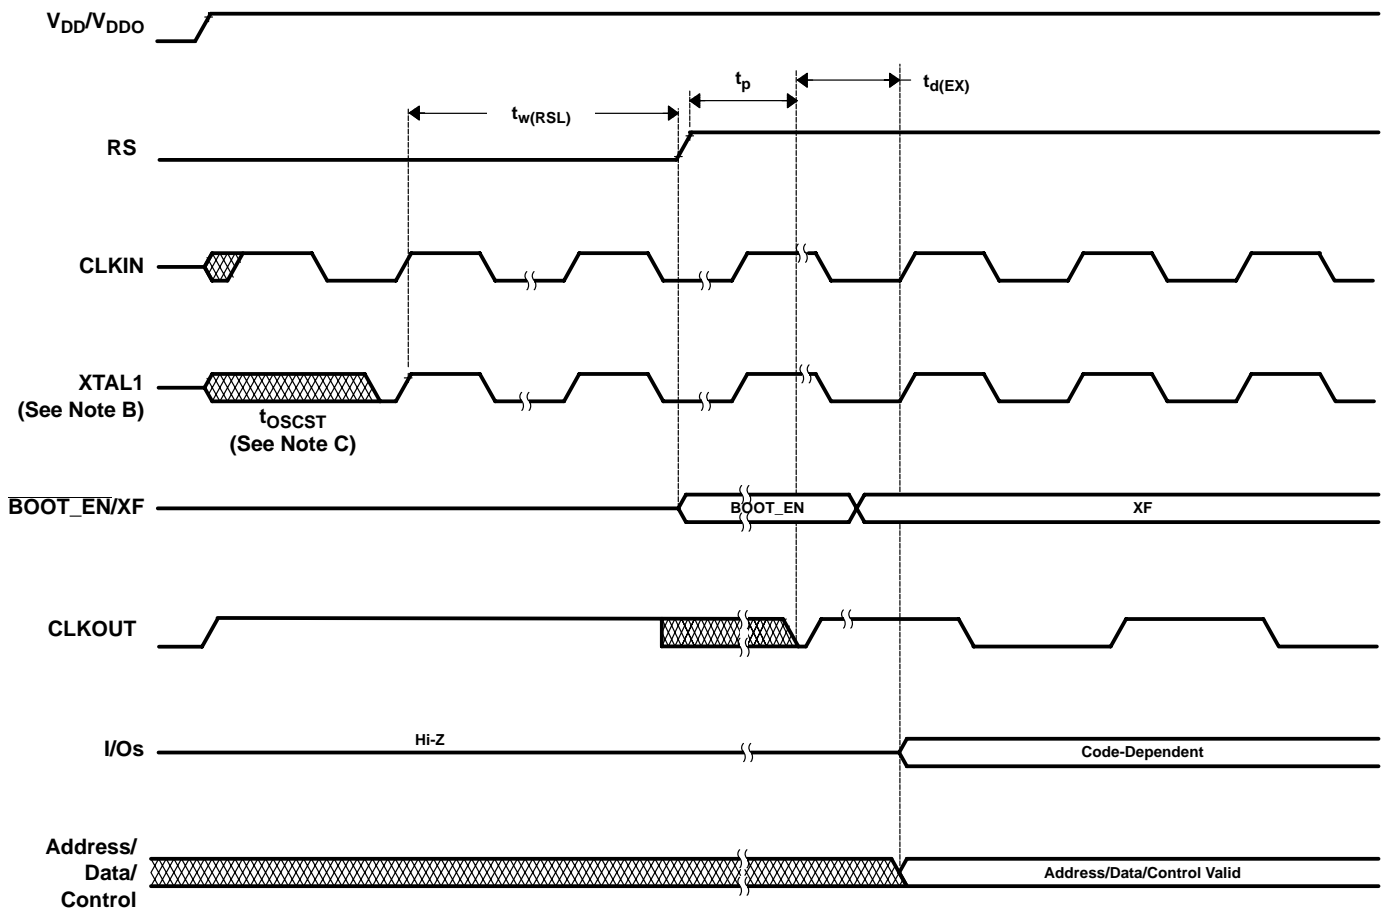 VDD/VDDO
tp
td(EX)
tw(RSL)
RS
CLKIN
XTAL1
(See Note B)
tOSCST
(See Note C)
BOOT_EN/XF
BOOT_EN
XF
CLKOUT
I/Os
Hi-Z
Code-Dependent
Address/
Data/
Control
Address/Data/Control Valid